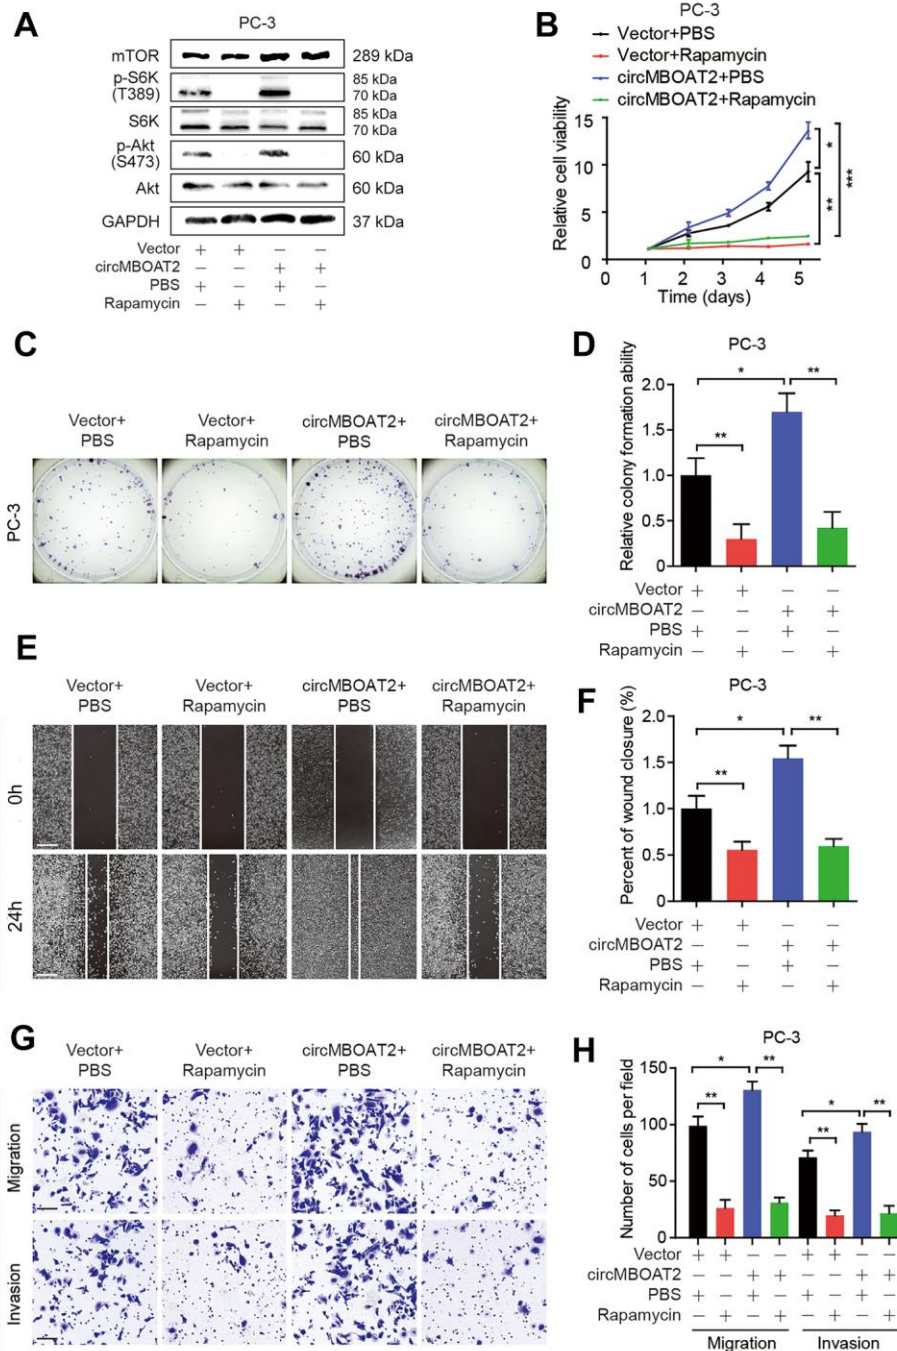 A
PC-3
mTOR
289 kDa
p-S6K
(T389)
85 kDa
70 kDa
S6K
85 kDa
70 kDa
p-Akt
(S473)
60 kDa
Akt
60 kDa
GAPDH
37 kDa
Vector + + − −
circMBOAT2 − − + +
PBS + − + −
Rapamycin − + − +
B
PC-3
Vector+PBS
Vector+Rapamycin
circMBOAT2+PBS
circMBOAT2+Rapamycin
Relative cell viability
15
10
5
0
0 1 2 3 4 5
Time (days)
*
**
***
C
Vector+
PBS
Vector+
Rapamycin
circMBOAT2+
PBS
circMBOAT2+
Rapamycin
PC-3
D
PC-3
Relative colony formation ability
2.0
1.5
1.0
0.5
0
* **
**
Vector + + − −
circMBOAT2 − − + +
PBS + − + −
Rapamycin − + − +
E
Vector+
PBS
Vector+
Rapamycin
circMBOAT2+
PBS
circMBOAT2+
Rapamycin
0h
24h
F
PC-3
Percent of wound closure (%)
2.0
1.5
1.0
0.5
0
* **
**
Vector + + − −
circMBOAT2 − − + +
PBS + − + −
Rapamycin − + − +
G
Vector+
PBS
Vector+
Rapamycin
circMBOAT2+
PBS
circMBOAT2+
Rapamycin
Migration
Invasion
H
PC-3
Number of cells per field
150
100
50
0
* **
**
* **
**
Vector + + − − + + − −
circMBOAT2 − − + + − − + +
PBS + − + − + − + −
Rapamycin − + − + − + − +
Migration Invasion